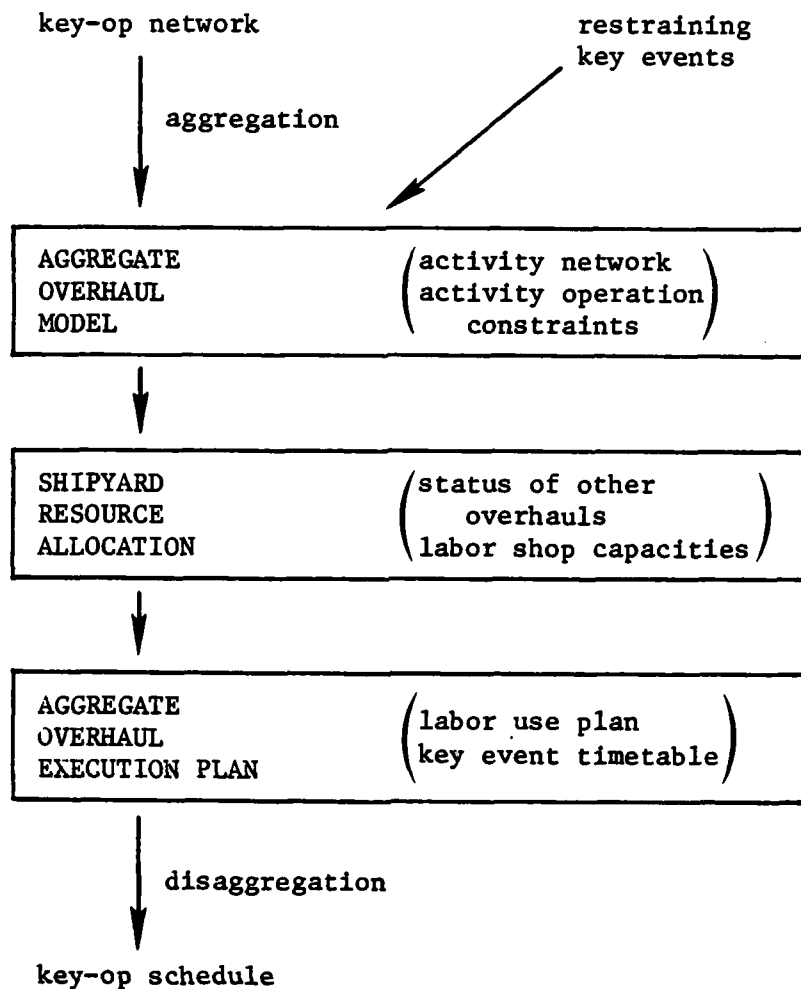 key-op network
restraining
key events
aggregation
AGGREGATE
OVERHAUL
MODEL
(activity network
activity operation
constraints)
SHIPYARD
RESOURCE
ALLOCATION
(status of other
overhauls
labor shop capacities)
AGGREGATE
OVERHAUL
EXECUTION PLAN
(labor use plan
key event timetable)
disaggregation
key-op schedule